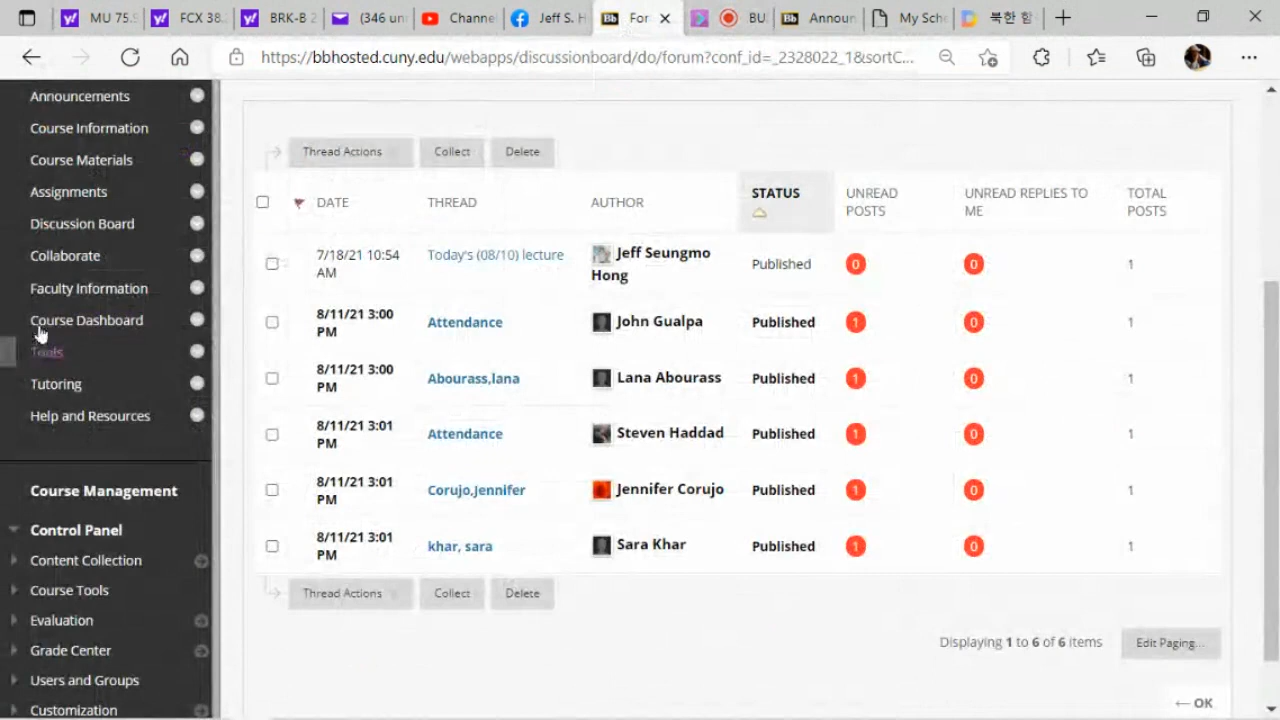 MU 75.5
FCX 38.
BRK-B 2
(346 un
Channe
Jeff S. H
For
BU
Announ
My Sche
북한 함
https://bbhosted.cuny.edu/webapps/discussionboard/do/forum?conf_id=_2328022_1&sortC...
Announcements
Course Information
Course Materials
Assignments
Discussion Board
Collaborate
Faculty Information
Course Dashboard
Tools
Tutoring
Help and Resources
Course Management
Control Panel
Content Collection
Course Tools
Evaluation
Grade Center
Users and Groups
Customization
Thread Actions Collect Delete
DATE THREAD AUTHOR STATUS UNREAD POSTS UNREAD REPLIES TO ME TOTAL POSTS
7/18/21 10:54 AM Today's (08/10) lecture Jeff Seungmo Hong Published 0 0 1
8/11/21 3:00 PM Attendance John Gualpa Published 1 0 1
8/11/21 3:00 PM Abourass,lana Lana Abourass Published 1 0 1
8/11/21 3:01 PM Attendance Steven Haddad Published 1 0 1
8/11/21 3:01 PM Corujo,Jennifer Jennifer Corujo Published 1 0 1
8/11/21 3:01 PM khar, sara Sara Khar Published 1 0 1
Thread Actions Collect Delete
Displaying 1 to 6 of 6 items Edit Paging...
← OK